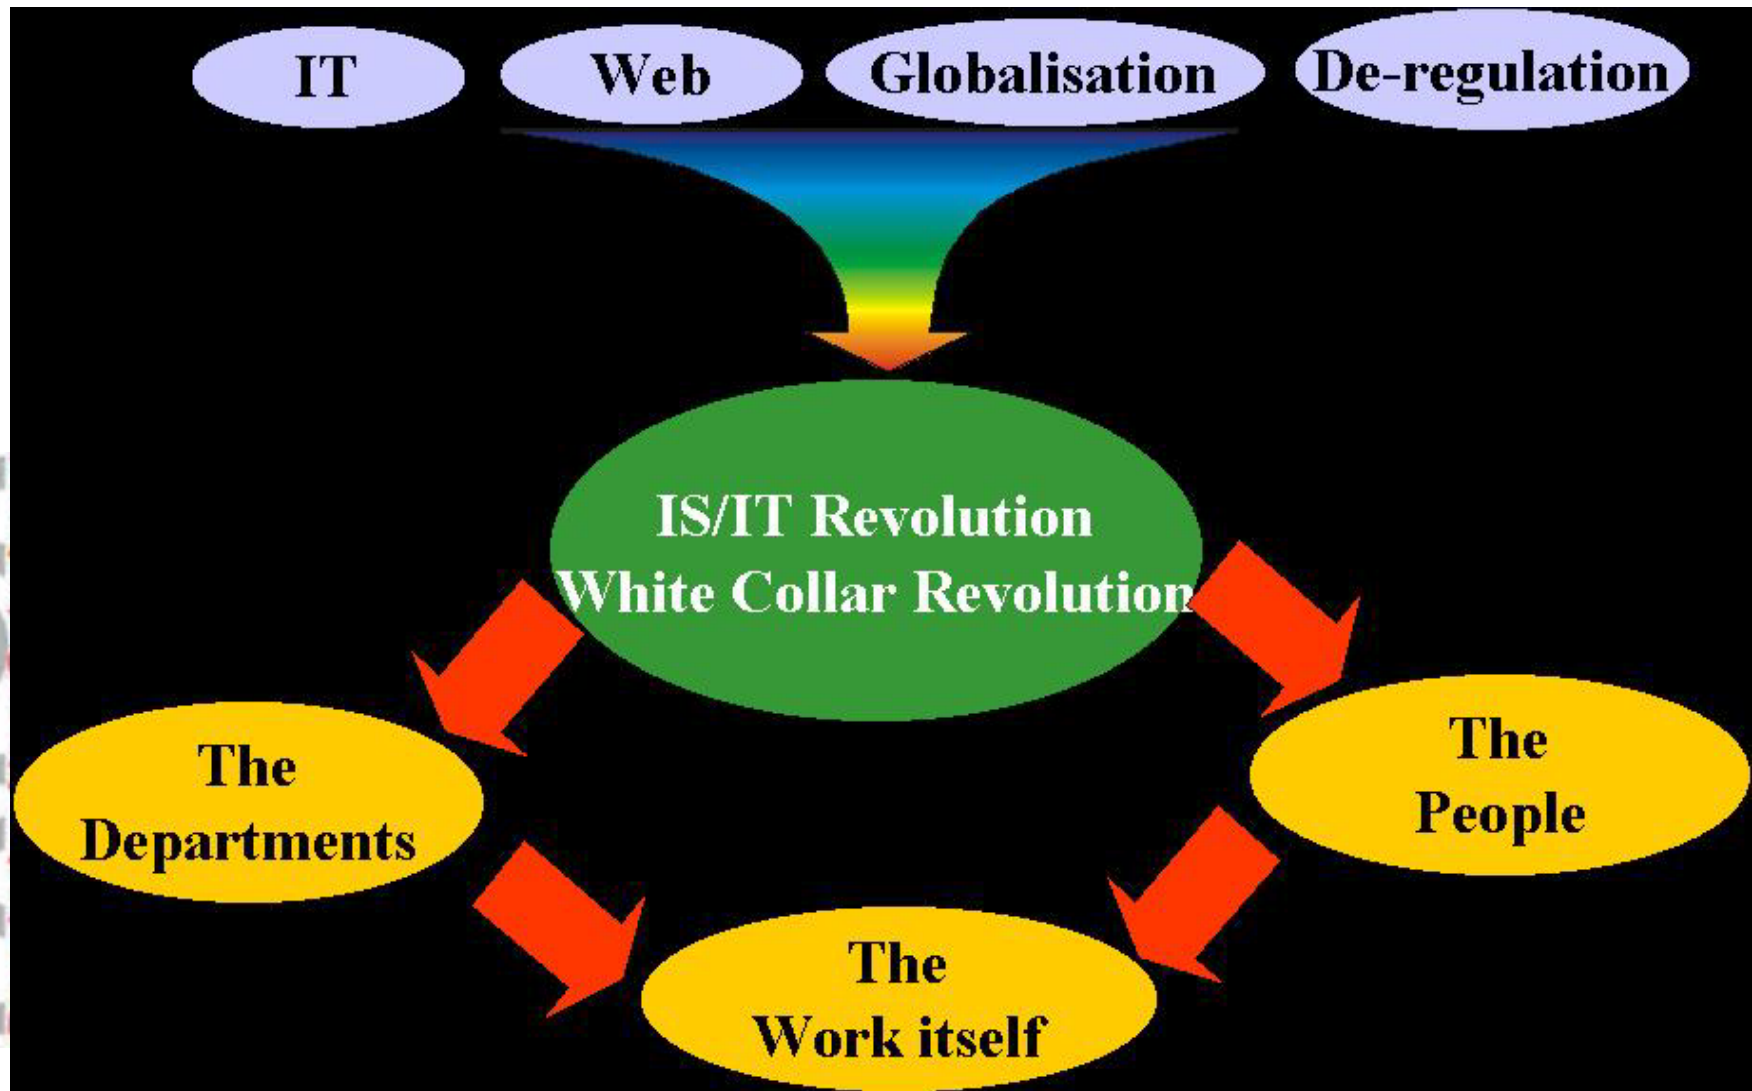 IT
Web
Globalisation
De-regulation
IS/IT Revolution
White Collar Revolution
The
Departments
The
People
The
Work itself